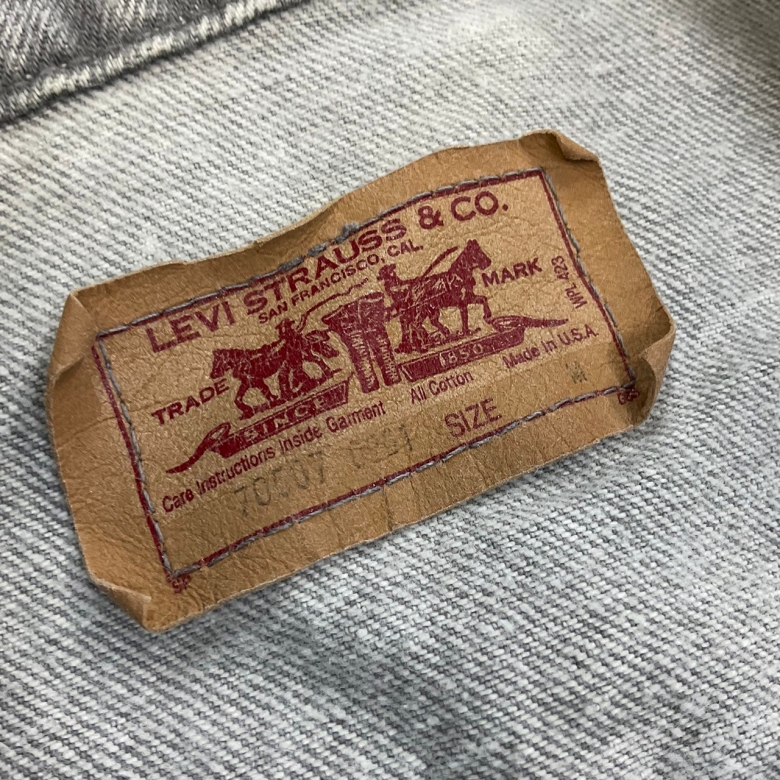 LEVI STRAUSS & CO.
SAN FRANCISCO, CAL.
TRADE MARK
WPL 423
SINCE 1850
Care Instructions Inside Garment All Cotton Made in U.S.A.
SIZE
SP